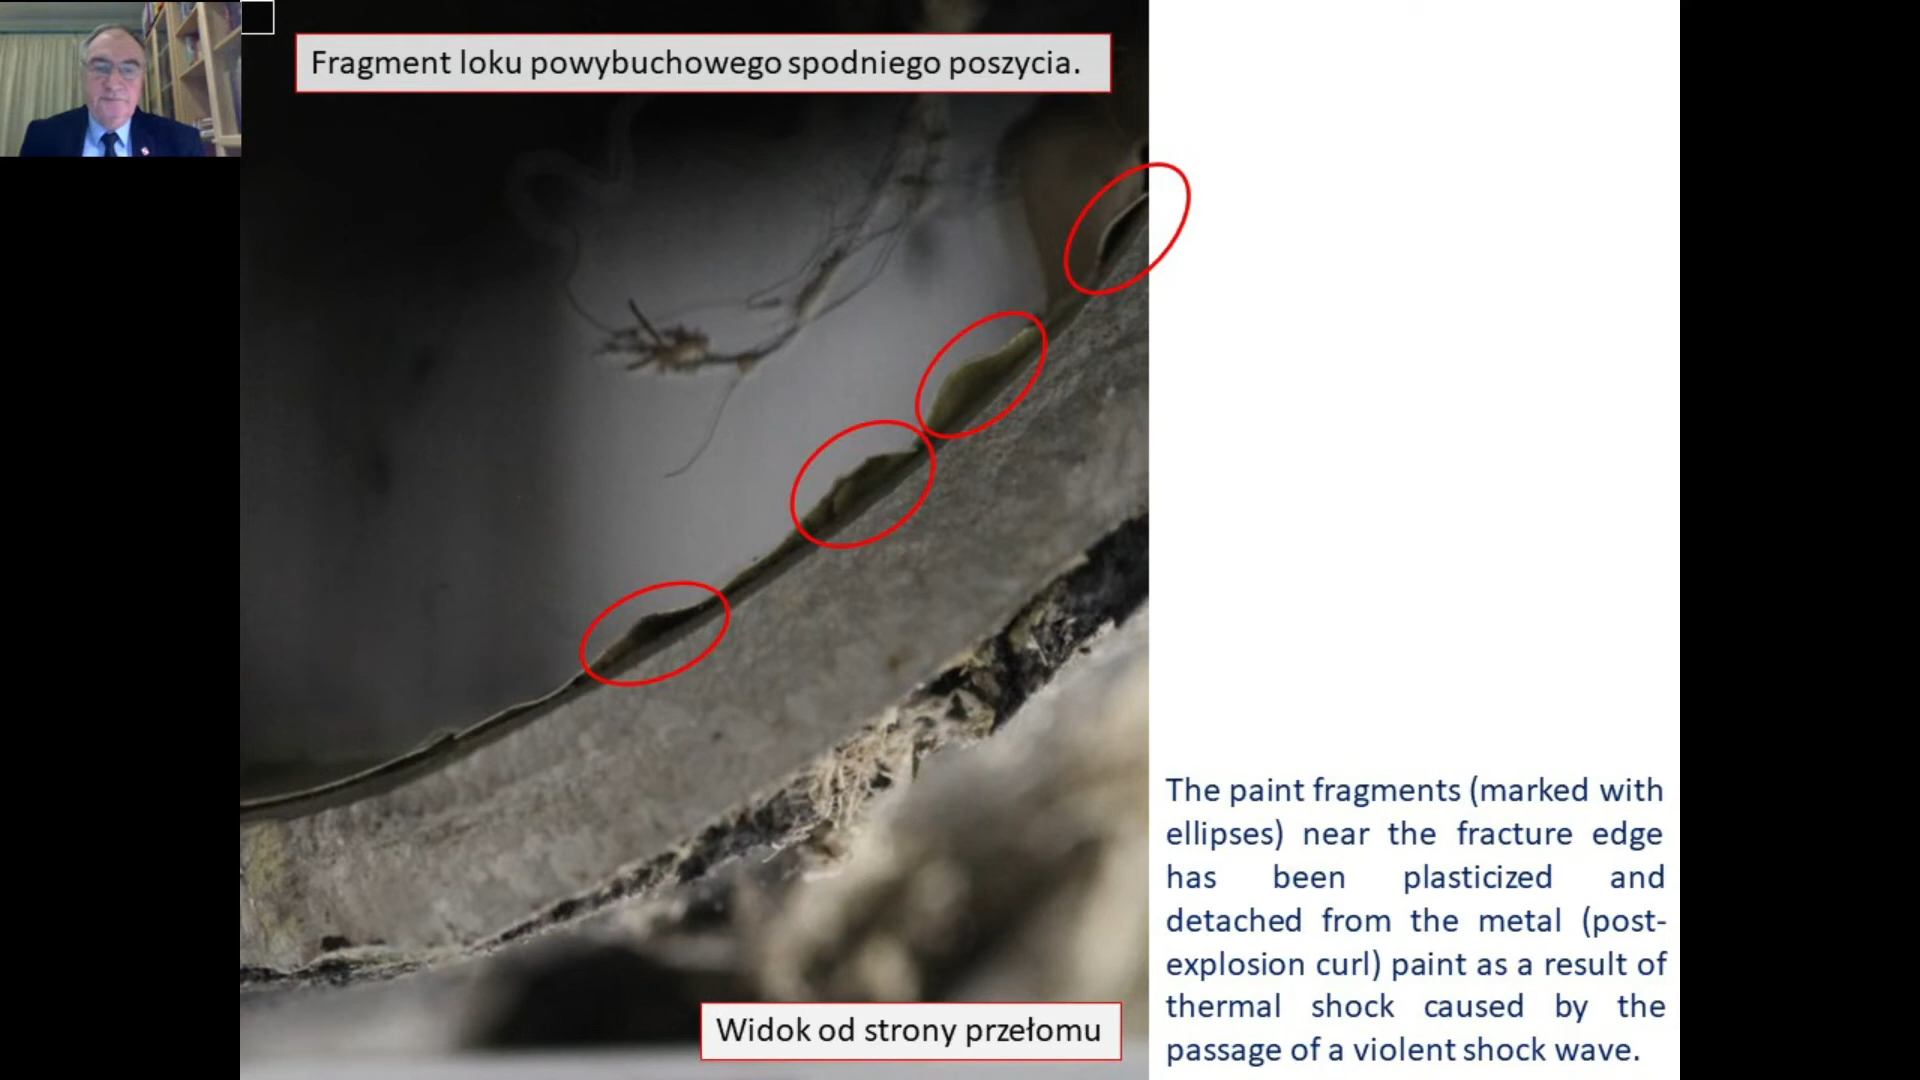 Fragment loku powybuchowego spodniego poszycia.
Widok od strony przełomu
The paint fragments (marked with
ellipses) near the fracture edge
has been plasticized and
detached from the metal (post-
explosion curl) paint as a result of
thermal shock caused by the
passage of a violent shock wave.